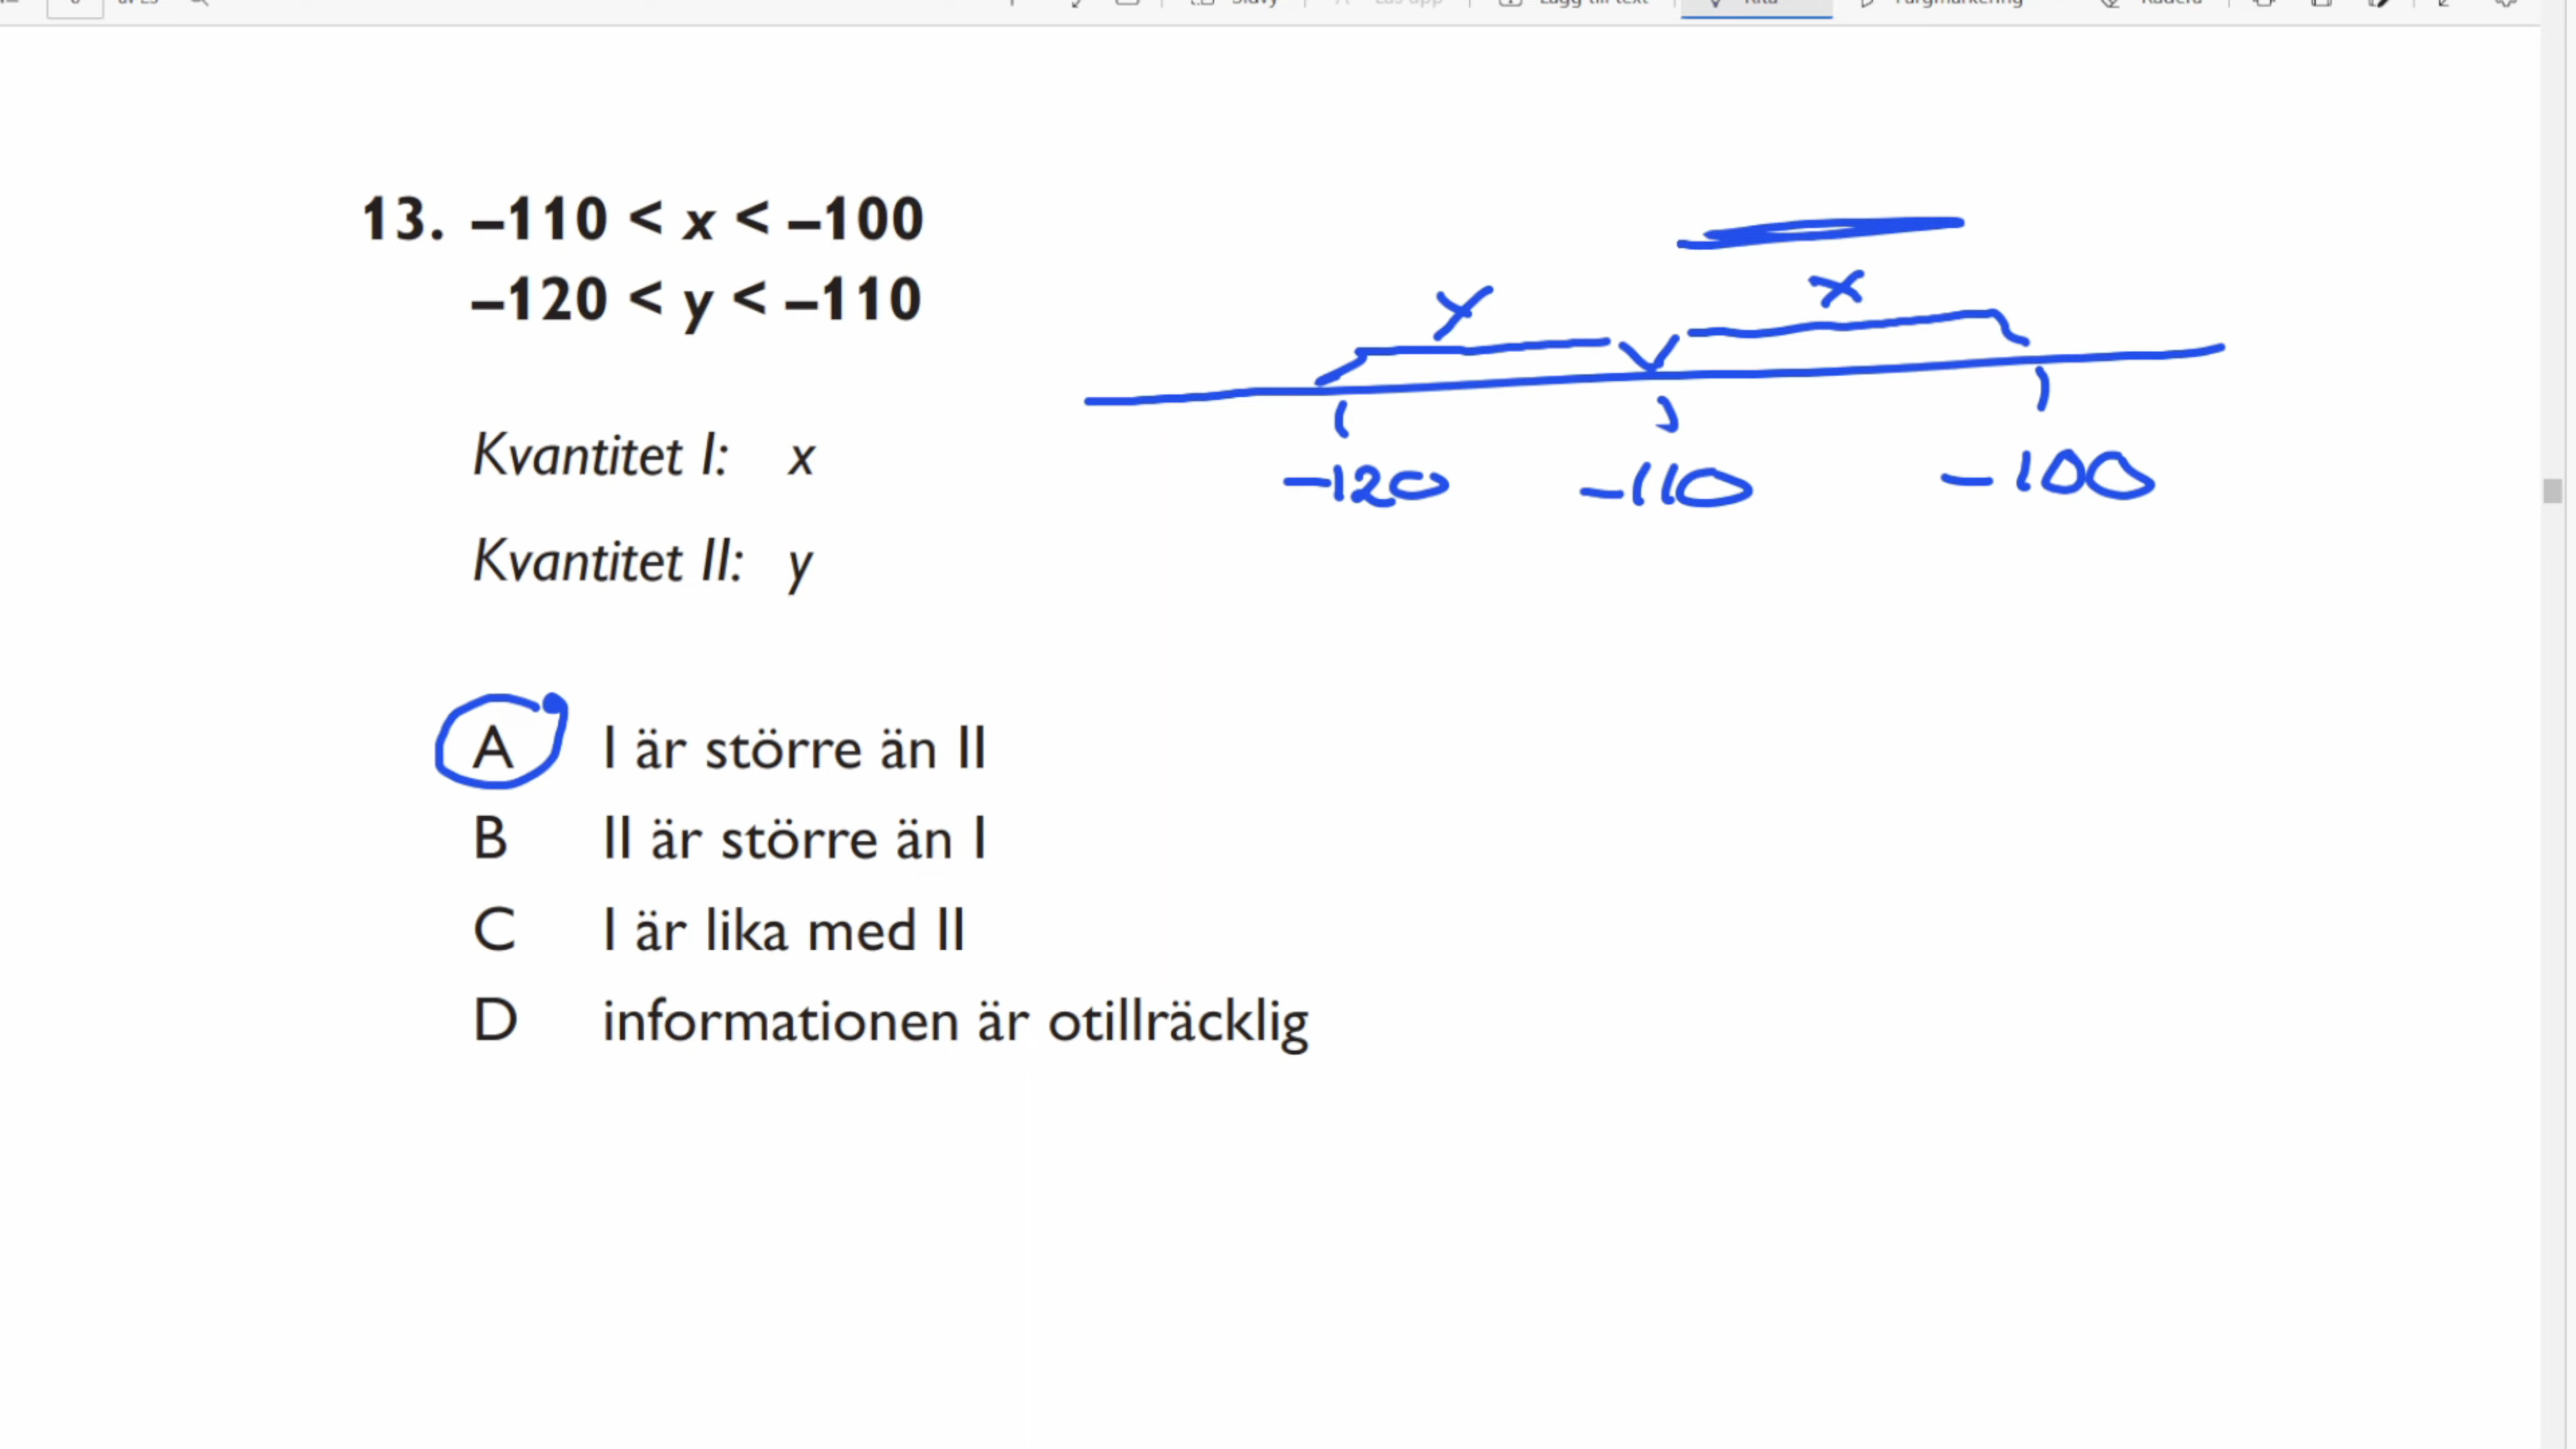 13. –110 < x < –100
–120 < y < –110
Kvantitet I: x
Kvantitet II: y
y
x
–120
–110
–100
A I är större än II
B II är större än I
C I är lika med II
D informationen är otillräcklig